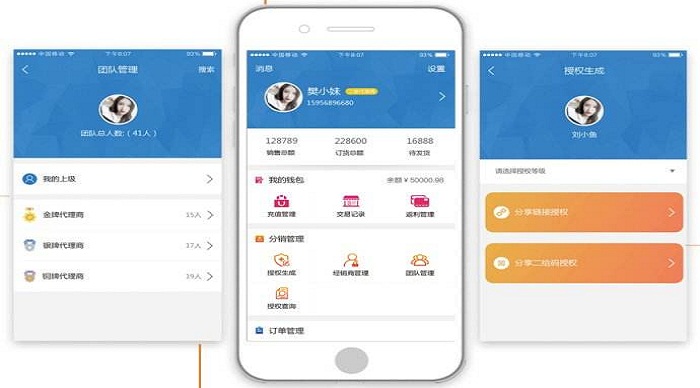 中国移动 下午8:07 93%
团队管理 搜索
团队总人数:(41人)
我的上级
金牌代理商 15人
银牌代理商 17人
铜牌代理商 19人
中国移动 下午8:07 93%
消息 设置
樊小妹
15956896680
128789 228600 16888
销售总额 订货总额 待发货
我的钱包 余额¥50000.98
充值管理 交易记录 返利管理
分销管理
授权生成 经销商管理 团队管理
授权查询
订单管理
中国移动 下午8:07 93%
授权生成
刘小鱼
请选择授权等级
分享链接授权
分享二维码授权